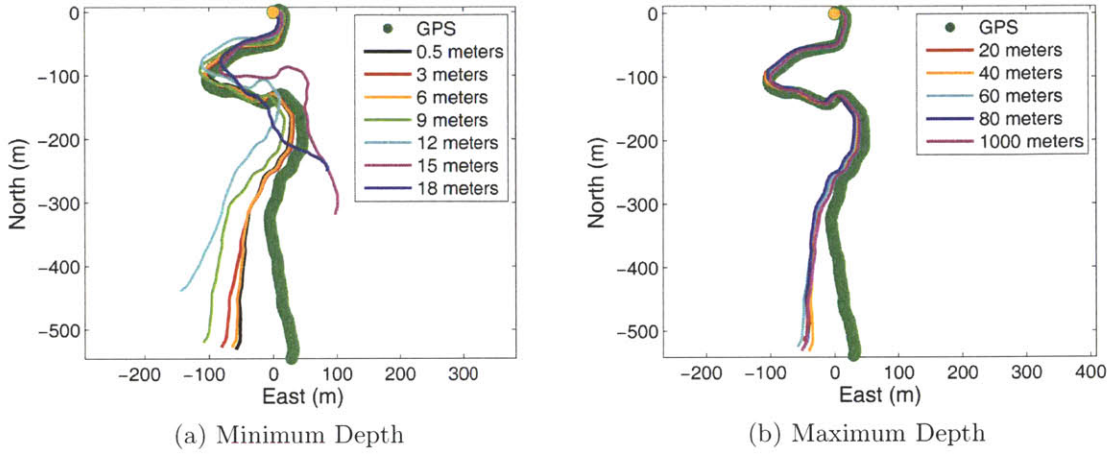 0
−100
−200
−300
−400
−500
North (m)
−200
−100
0
100
200
300
East (m)
GPS
0.5 meters
3 meters
6 meters
9 meters
12 meters
15 meters
18 meters
(a) Minimum Depth
0
−100
−200
−300
−400
−500
North (m)
−200
−100
0
100
200
300
400
East (m)
GPS
20 meters
40 meters
60 meters
80 meters
1000 meters
(b) Maximum Depth